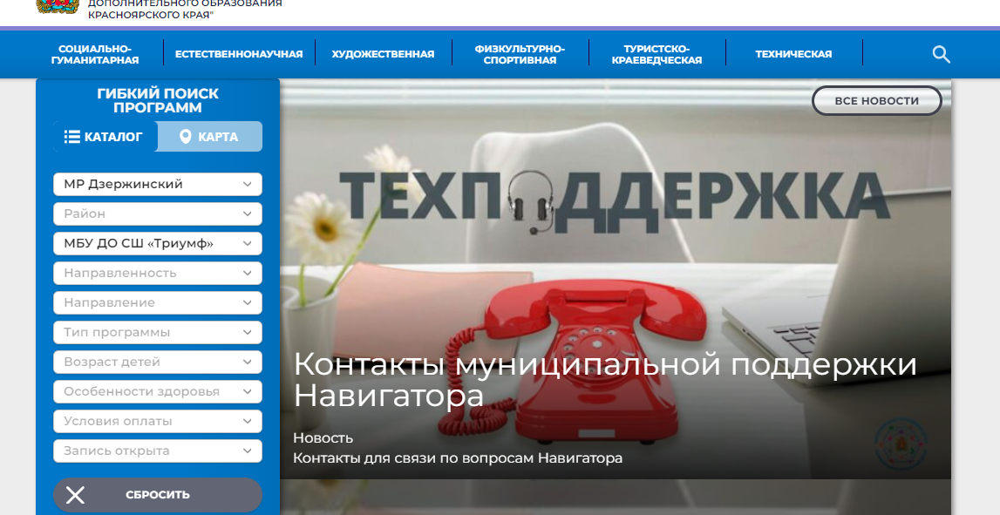 ДОПОЛНИТЕЛЬНОГО ОБРАЗОВАНИЯ
КРАСНОЯРСКОГО КРАЯ"
СОЦИАЛЬНО-
ГУМАНИТАРНАЯ
ЕСТЕСТВЕННОНАУЧНАЯ
ХУДОЖЕСТВЕННАЯ
ФИЗКУЛЬТУРНО-
СПОРТИВНАЯ
ТУРИСТСКО-
КРАЕВЕДЧЕСКАЯ
ТЕХНИЧЕСКАЯ
ГИБКИЙ ПОИСК
ПРОГРАММ
КАТАЛОГ
КАРТА
МР Дзержинский
Район
МБУ ДО СШ «Триумф»
Направленность
Направление
Тип программы
Возраст детей
Особенности здоровья
Условия оплаты
Запись открыта
СБРОСИТЬ
ВСЕ НОВОСТИ
ТЕХПОДДЕРЖКА
Контакты муниципальной поддержки
Навигатора
Новость
Контакты для связи по вопросам Навигатора